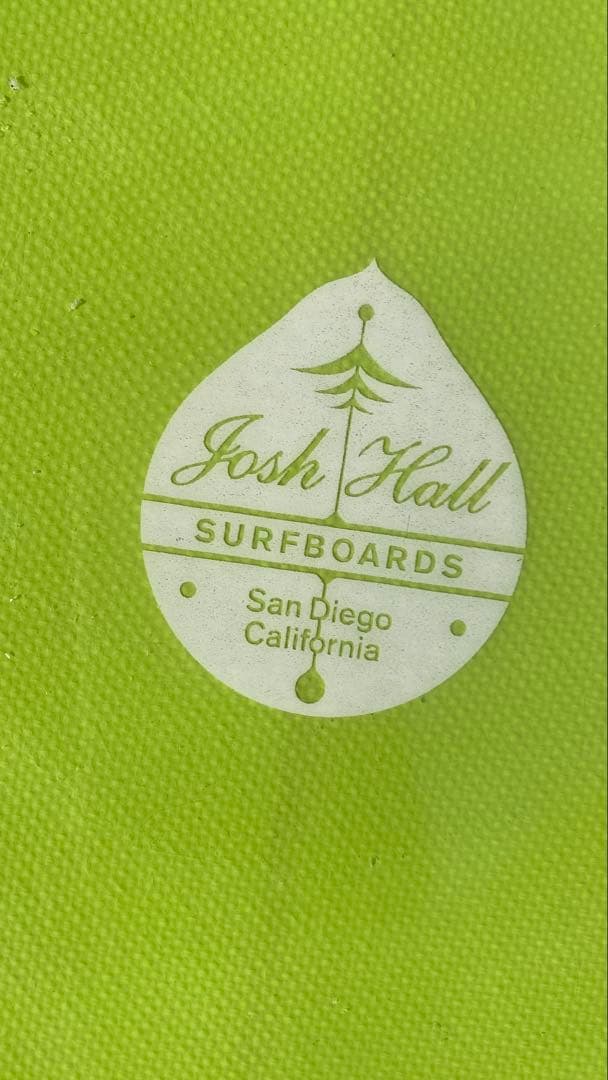 Josh Hall
SURFBOARDS
San Diego
California